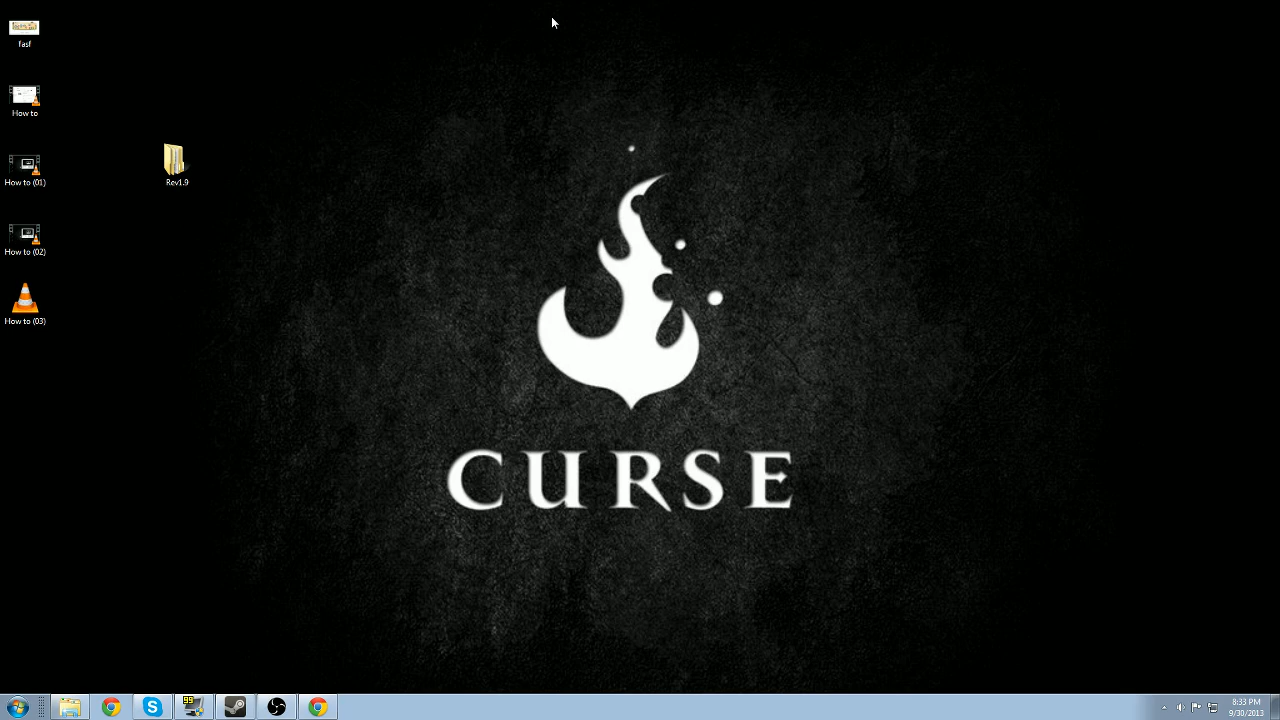 fasf
How to
How to (01)
Rev1.9
How to (02)
How to (03)
CURSE
99
8:33 PM
9/30/2013